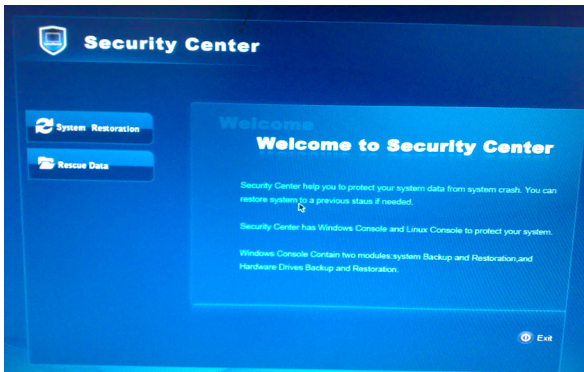 Security Center
System Restoration
Rescue Data
Welcome
Welcome to Security Center
Security Center help you to protect your system data from system crash. You can
restore system to a previous staus if needed.
Security Center has Windows Console and Linux Console to protect your system.
Windows Console Contain two modules:system Backup and Restoration,and
Hardware Drives Backup and Restoration.
Exit